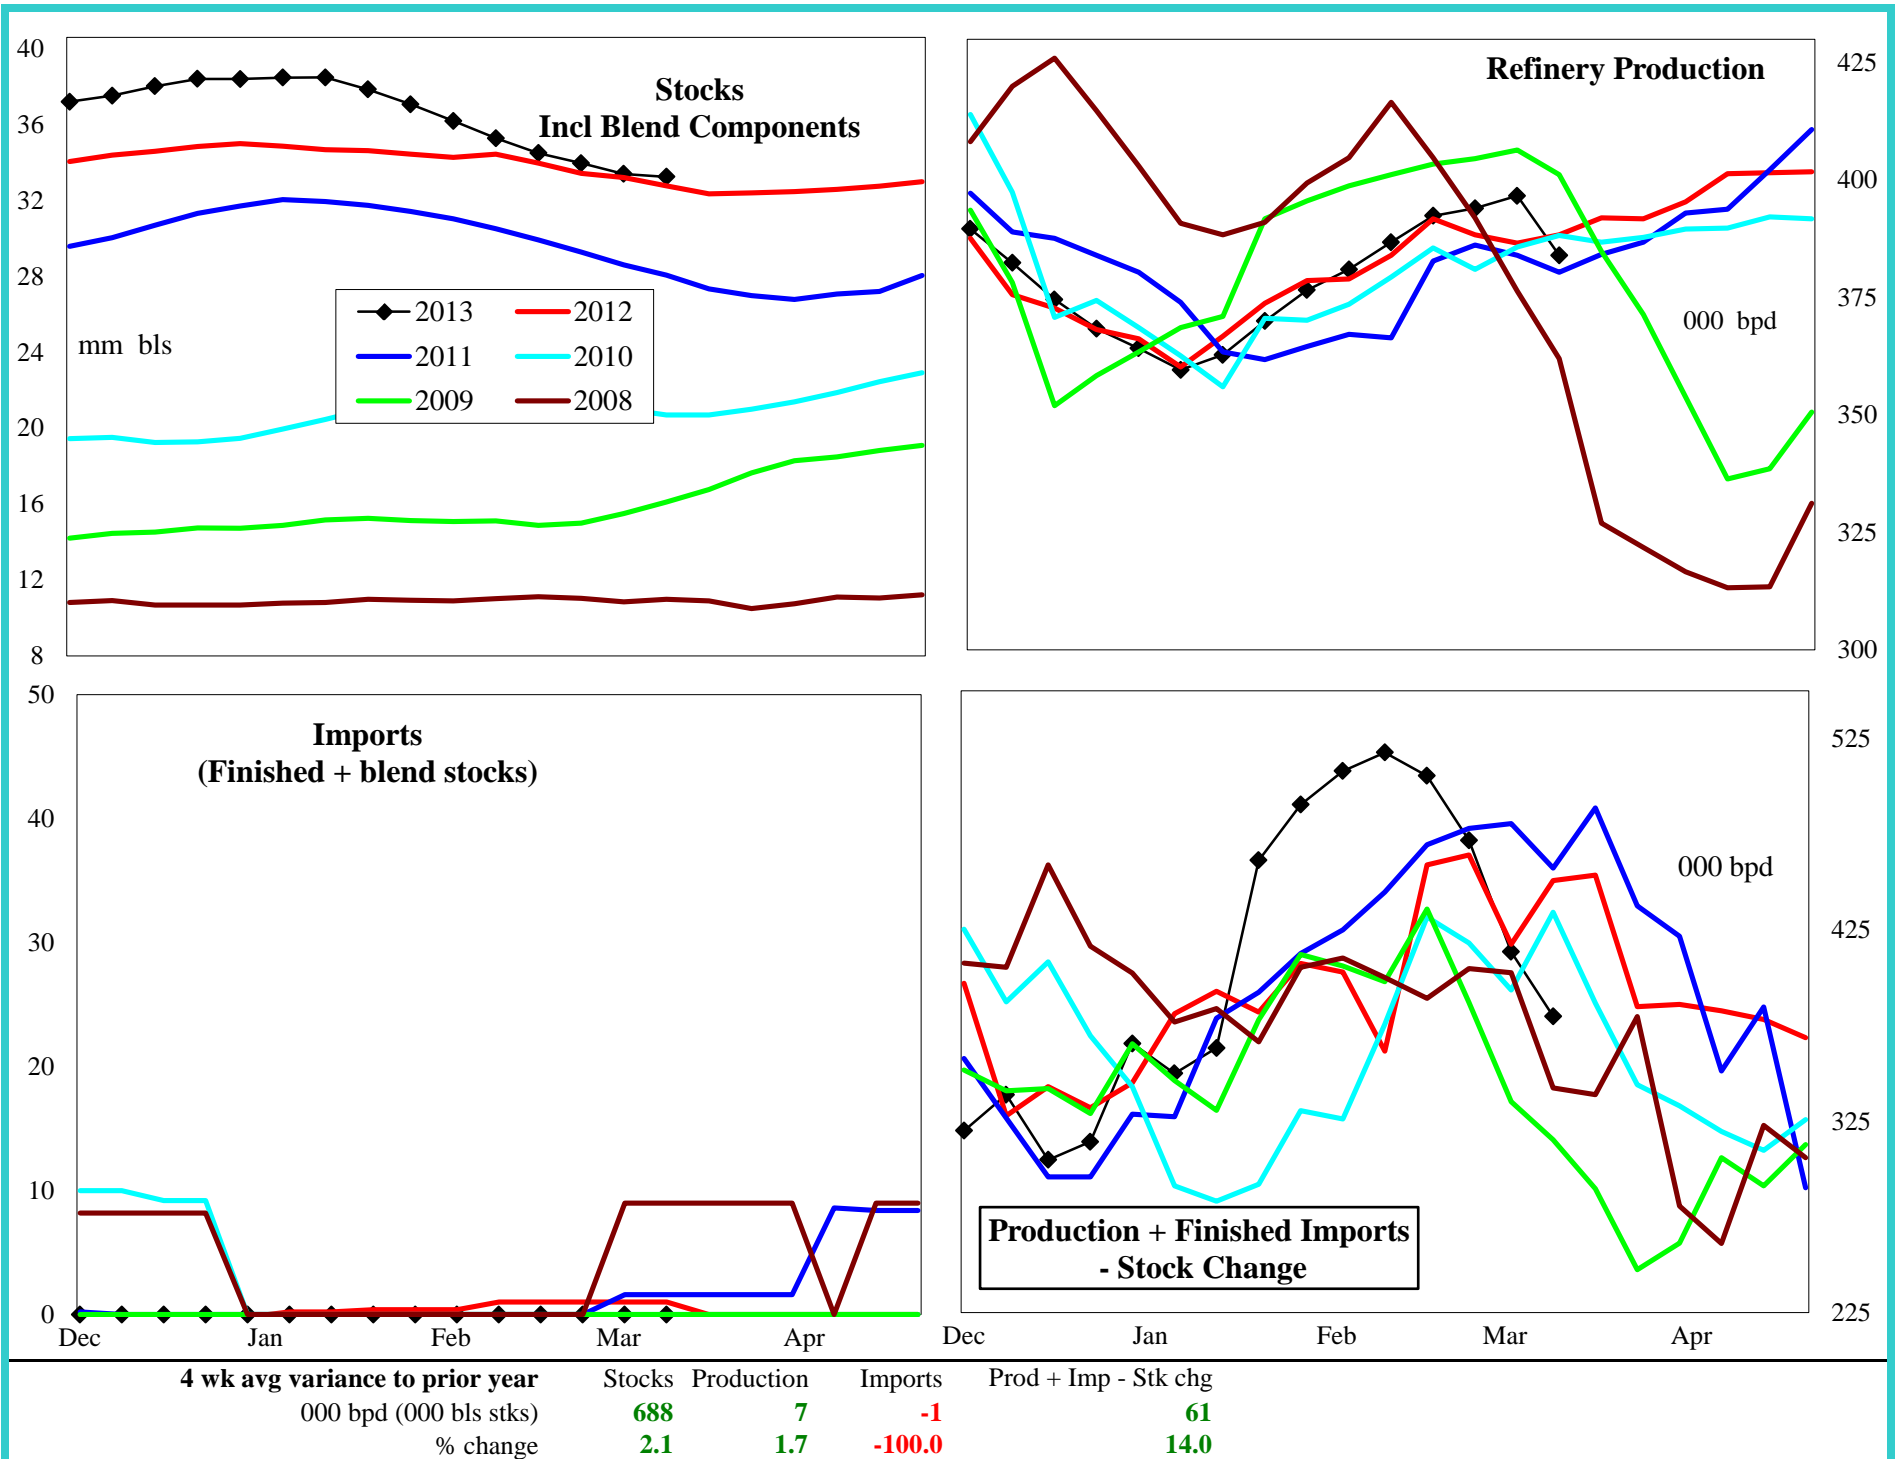 40
36
32
28
24
20
16
12
8
Stocks
Incl Blend Components
mm bls
2013 2012
2011 2010
2009 2008
Refinery Production
000 bpd
425
400
375
350
325
300
50
40
30
20
10
0
Imports
(Finished + blend stocks)
Dec Jan Feb Mar Apr
525
425
325
225
000 bpd
Production + Finished Imports
- Stock Change
Dec Jan Feb Mar Apr
4 wk avg variance to prior year Stocks Production Imports Prod + Imp - Stk chg
000 bpd (000 bls stks) 688 7 -1 61
% change 2.1 1.7 -100.0 14.0